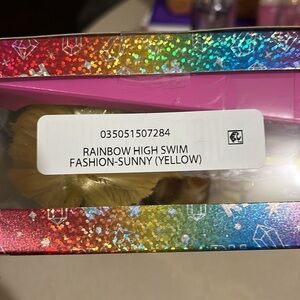 035051507284
RAINBOW HIGH SWIM
FASHION-SUNNY (YELLOW)